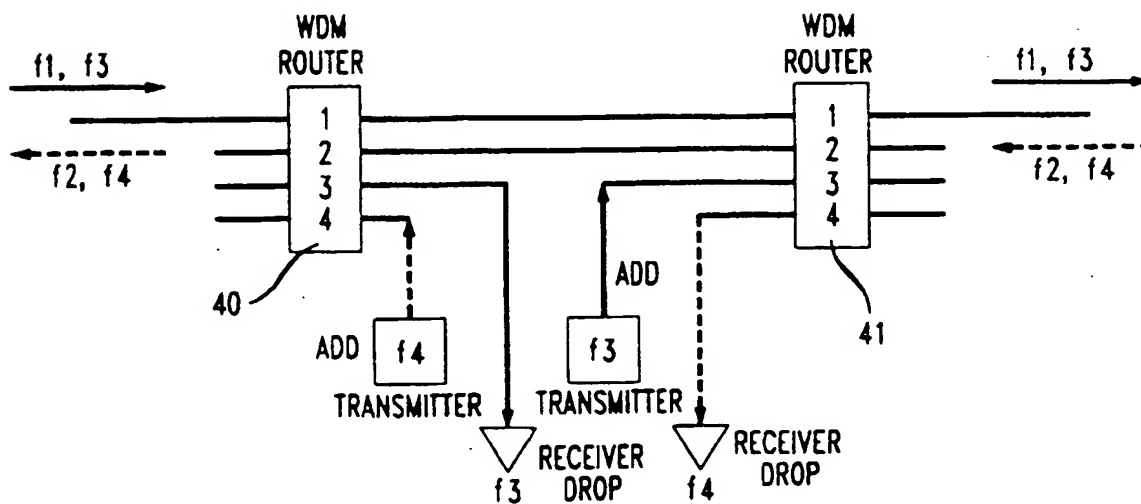 WDM
ROUTER
WDM
ROUTER
f1, f3
f1, f3
1
2
3
4
1
2
3
4
f2, f4
f2, f4
40
41
ADD
f4
TRANSMITTER
ADD
f3
TRANSMITTER
RECEIVER
DROP
f3
RECEIVER
DROP
f4